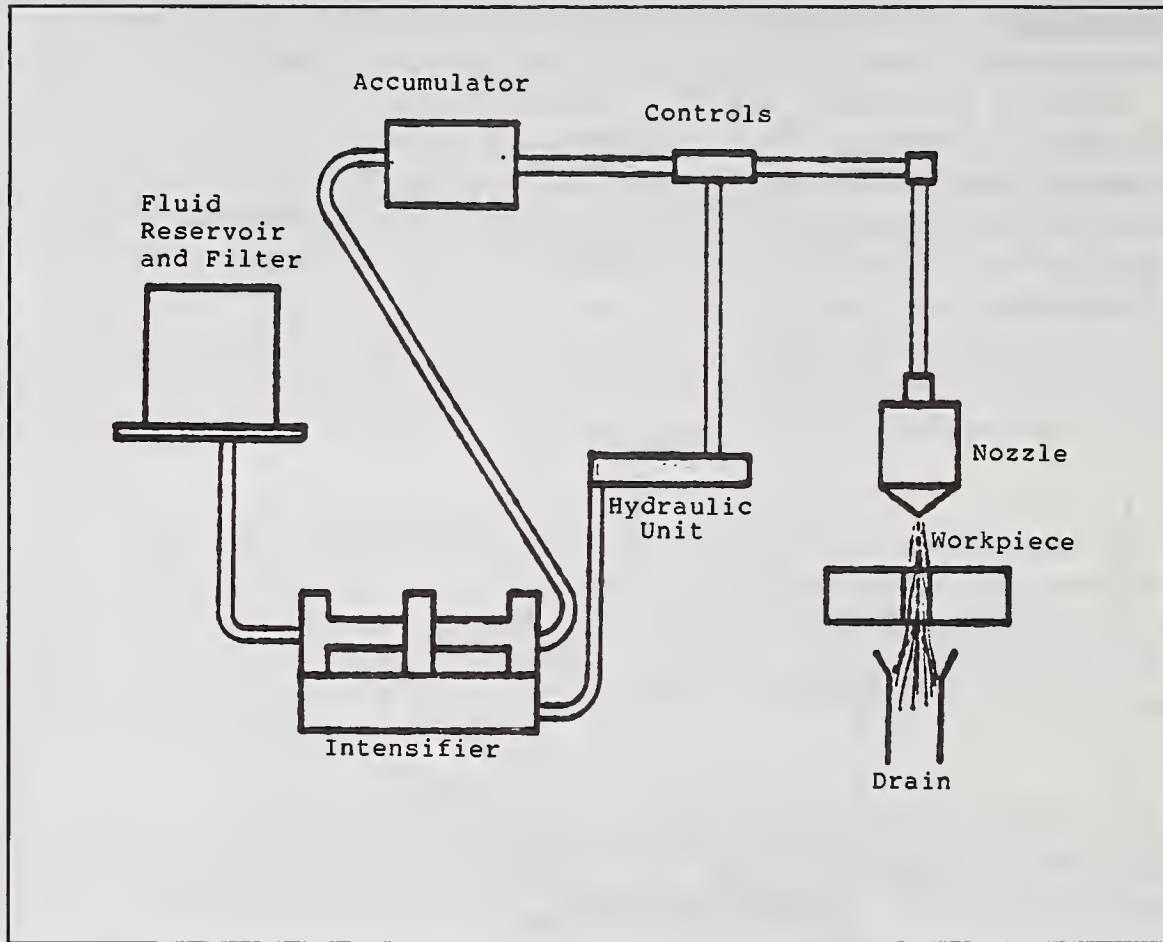 Accumulator
Controls
Fluid
Reservoir
and Filter
Nozzle
Hydraulic
Unit
Workpiece
Intensifier
Drain